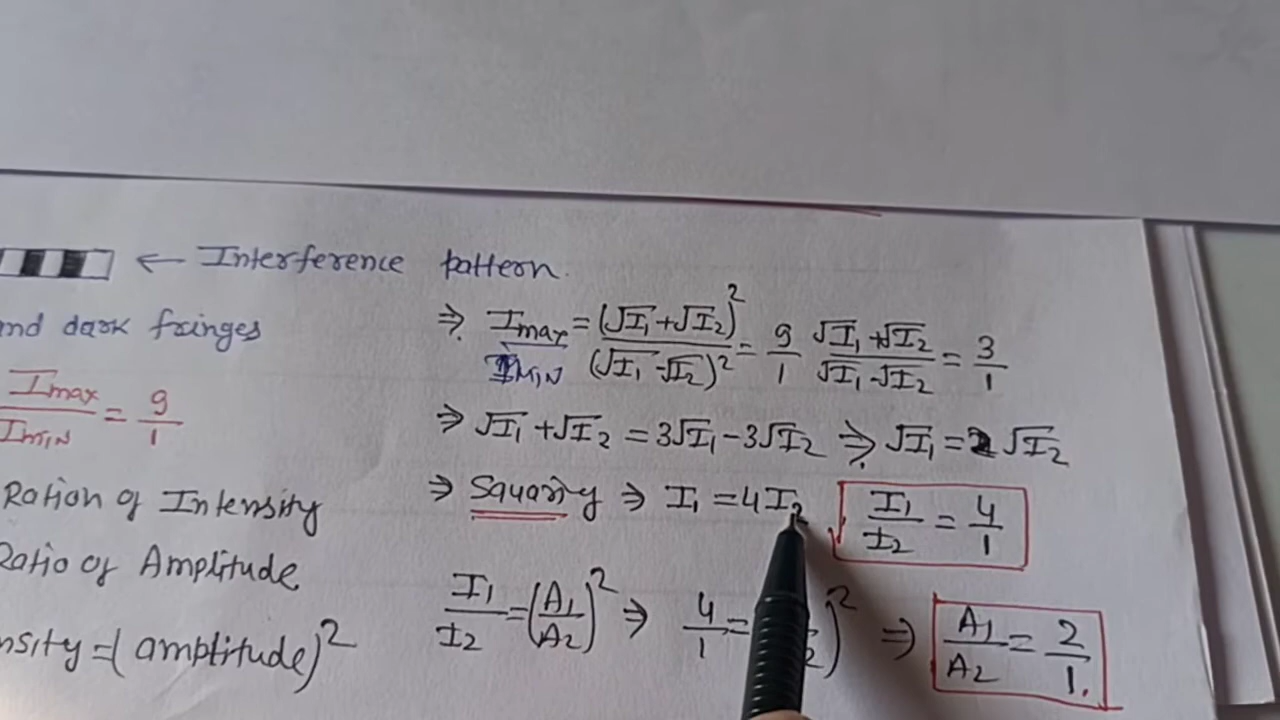 ← Interference pattern.
nd dark fringes
Imax/IMIN = 9/1
Ration of Intensity
Ratio of Amplitude
nsity = (amplitude)²
⇒ Imax/IMIN = (√I₁+√I₂)²/(√I₁-√I₂)² = 9/1 (√I₁+√I₂)/(√I₁-√I₂) = 3/1
⇒ √I₁+√I₂ = 3√I₁-3√I₂ ⇒ √I₁ = 2√I₂
⇒ Squaring ⇒ I₁ = 4I₂ I₁/I₂ = 4/1
I₁/I₂ = (A₁/A₂)² ⇒ 4/1 = 2)² ⇒ A₁/A₂ = 2/1.